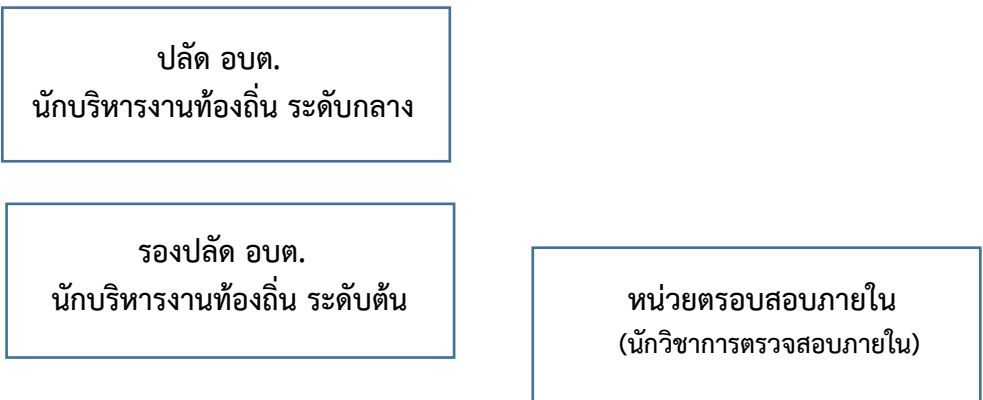 ปลัด อบต.
นักบริหารงานท้องถิ่น ระดับกลาง
รองปลัด อบต.
นักบริหารงานท้องถิ่น ระดับต้น
หน่วยตรอบสอบภายใน
(นักวิชาการตรวจสอบภายใน)